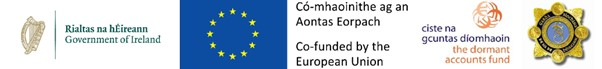 Rialtas na hÉireann
Government of Ireland
Có-mhaoinithe ag an
Aontas Eorpach
Co-funded by the
European Union
ciste na
gcuntas díomhaoin
the dormant
accounts fund